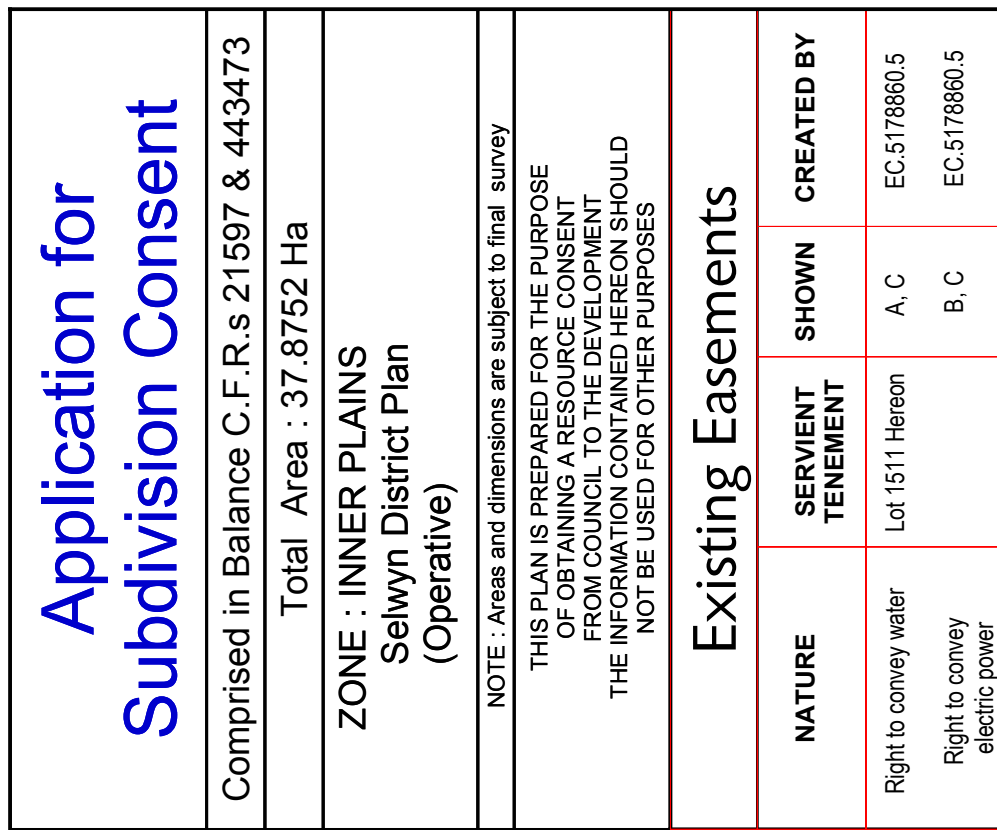 Application for
Subdivision Consent
Comprised in Balance C.F.R.s 21597 & 443473
Total Area : 37.8752 Ha
ZONE : INNER PLAINS
Selwyn District Plan
(Operative)
NOTE : Areas and dimensions are subject to final survey
THIS PLAN IS PREPARED FOR THE PURPOSE
OF OBTAINING A RESOURCE CONSENT
FROM COUNCIL TO THE DEVELOPMENT
THE INFORMATION CONTAINED HEREON SHOULD
NOT BE USED FOR OTHER PURPOSES
Existing Easements
NATURE SERVIENT TENEMENT SHOWN CREATED BY
Right to convey water Lot 1511 Hereon A, C EC.5178860.5
Right to convey B, C EC.5178860.5
electric power